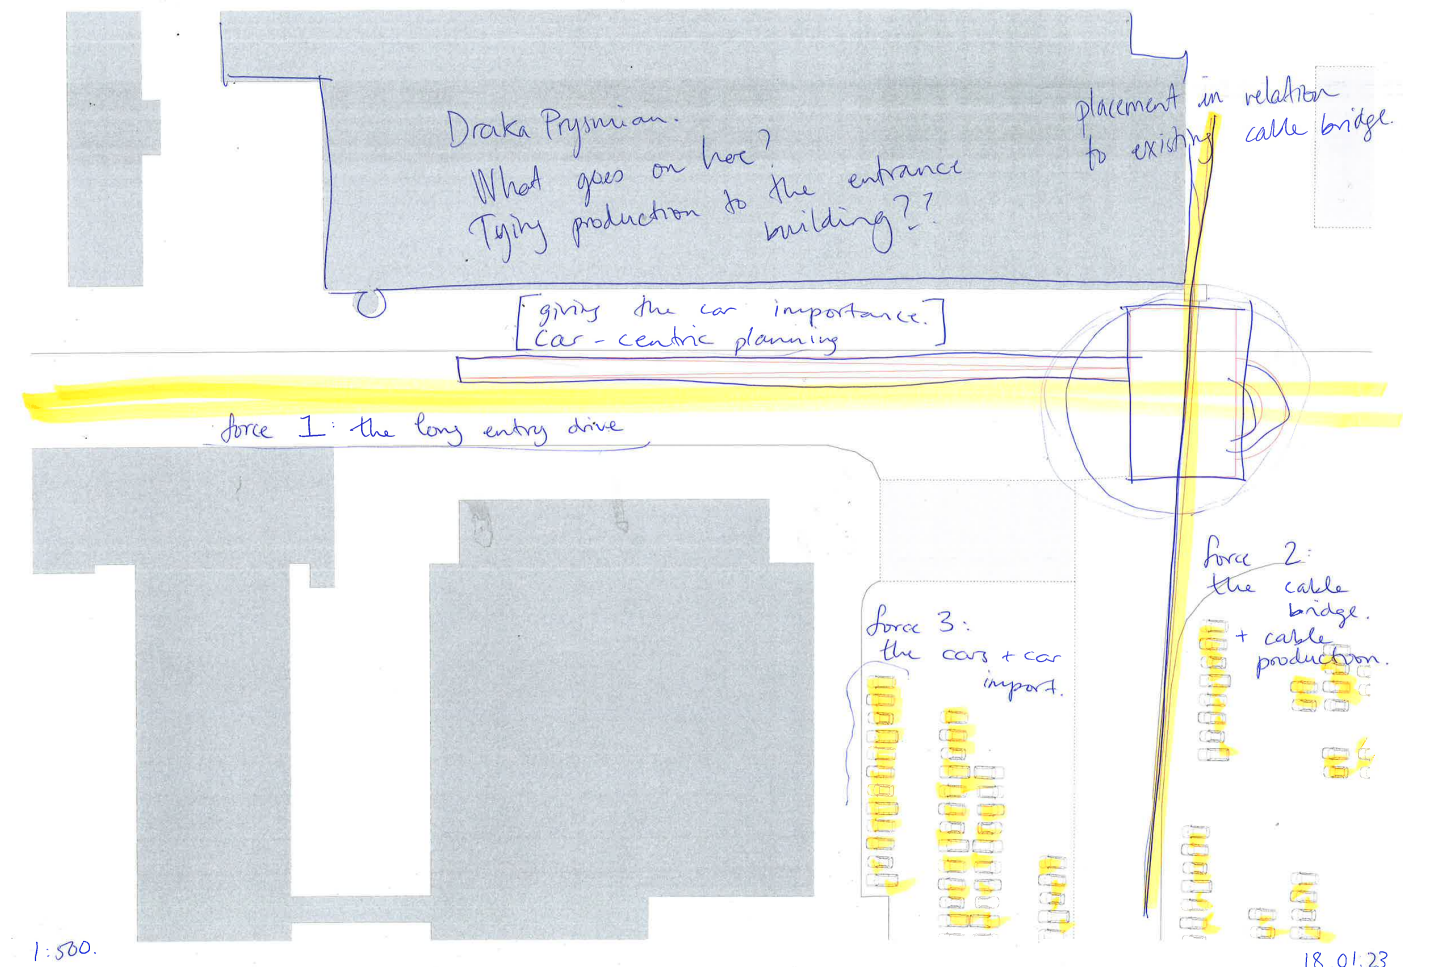 Draka Prysmian.
What goes on here?
Tying production to the entrance
building??
placement in relation
to existing cable bridge.
[giving the car importance.]
car-centric planning
force 1: the long entry drive
force 2:
the cable
bridge.
+ cable
production.
force 3:
the cars + car
import.
1:500.
18 01:23